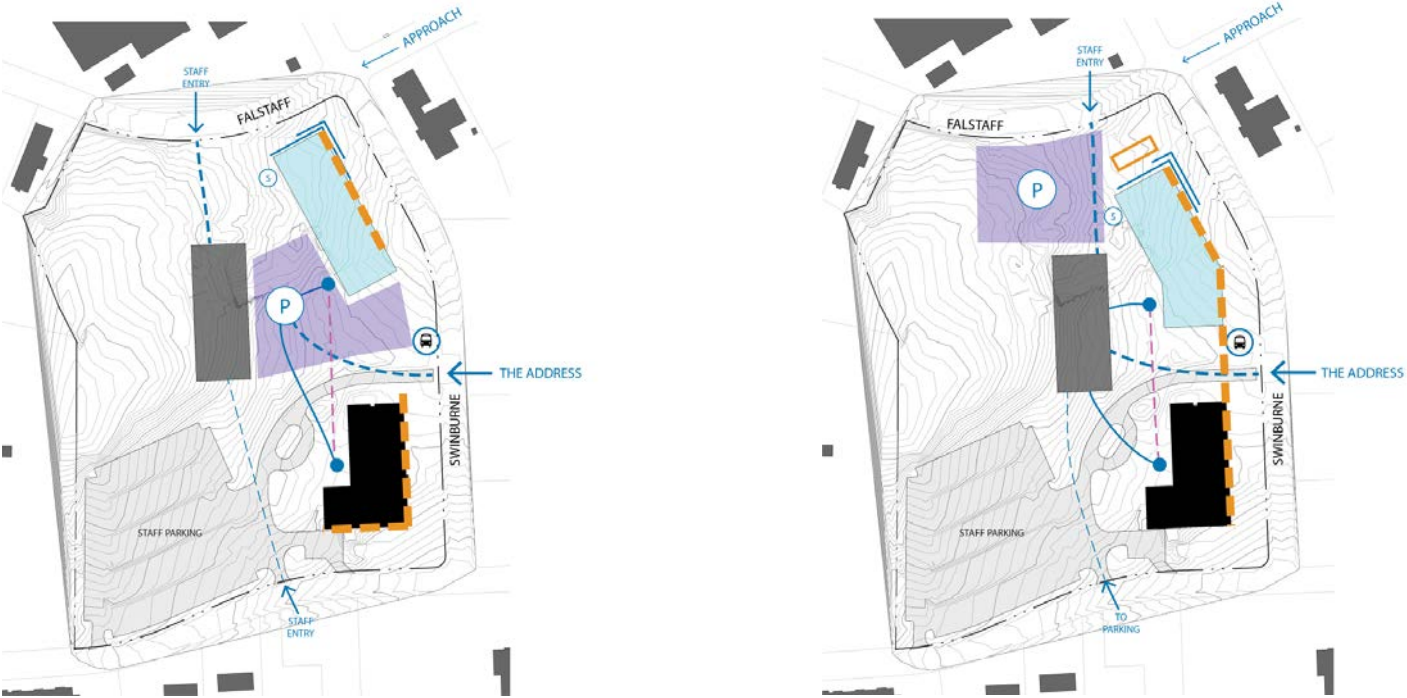 APPROACH
STAFF
ENTRY
FALSTAFF
S
P
THE ADDRESS
SWINBURNE
STAFF PARKING
STAFF
ENTRY
APPROACH
STAFF
ENTRY
FALSTAFF
P
S
THE ADDRESS
SWINBURNE
STAFF PARKING
TO
PARKING